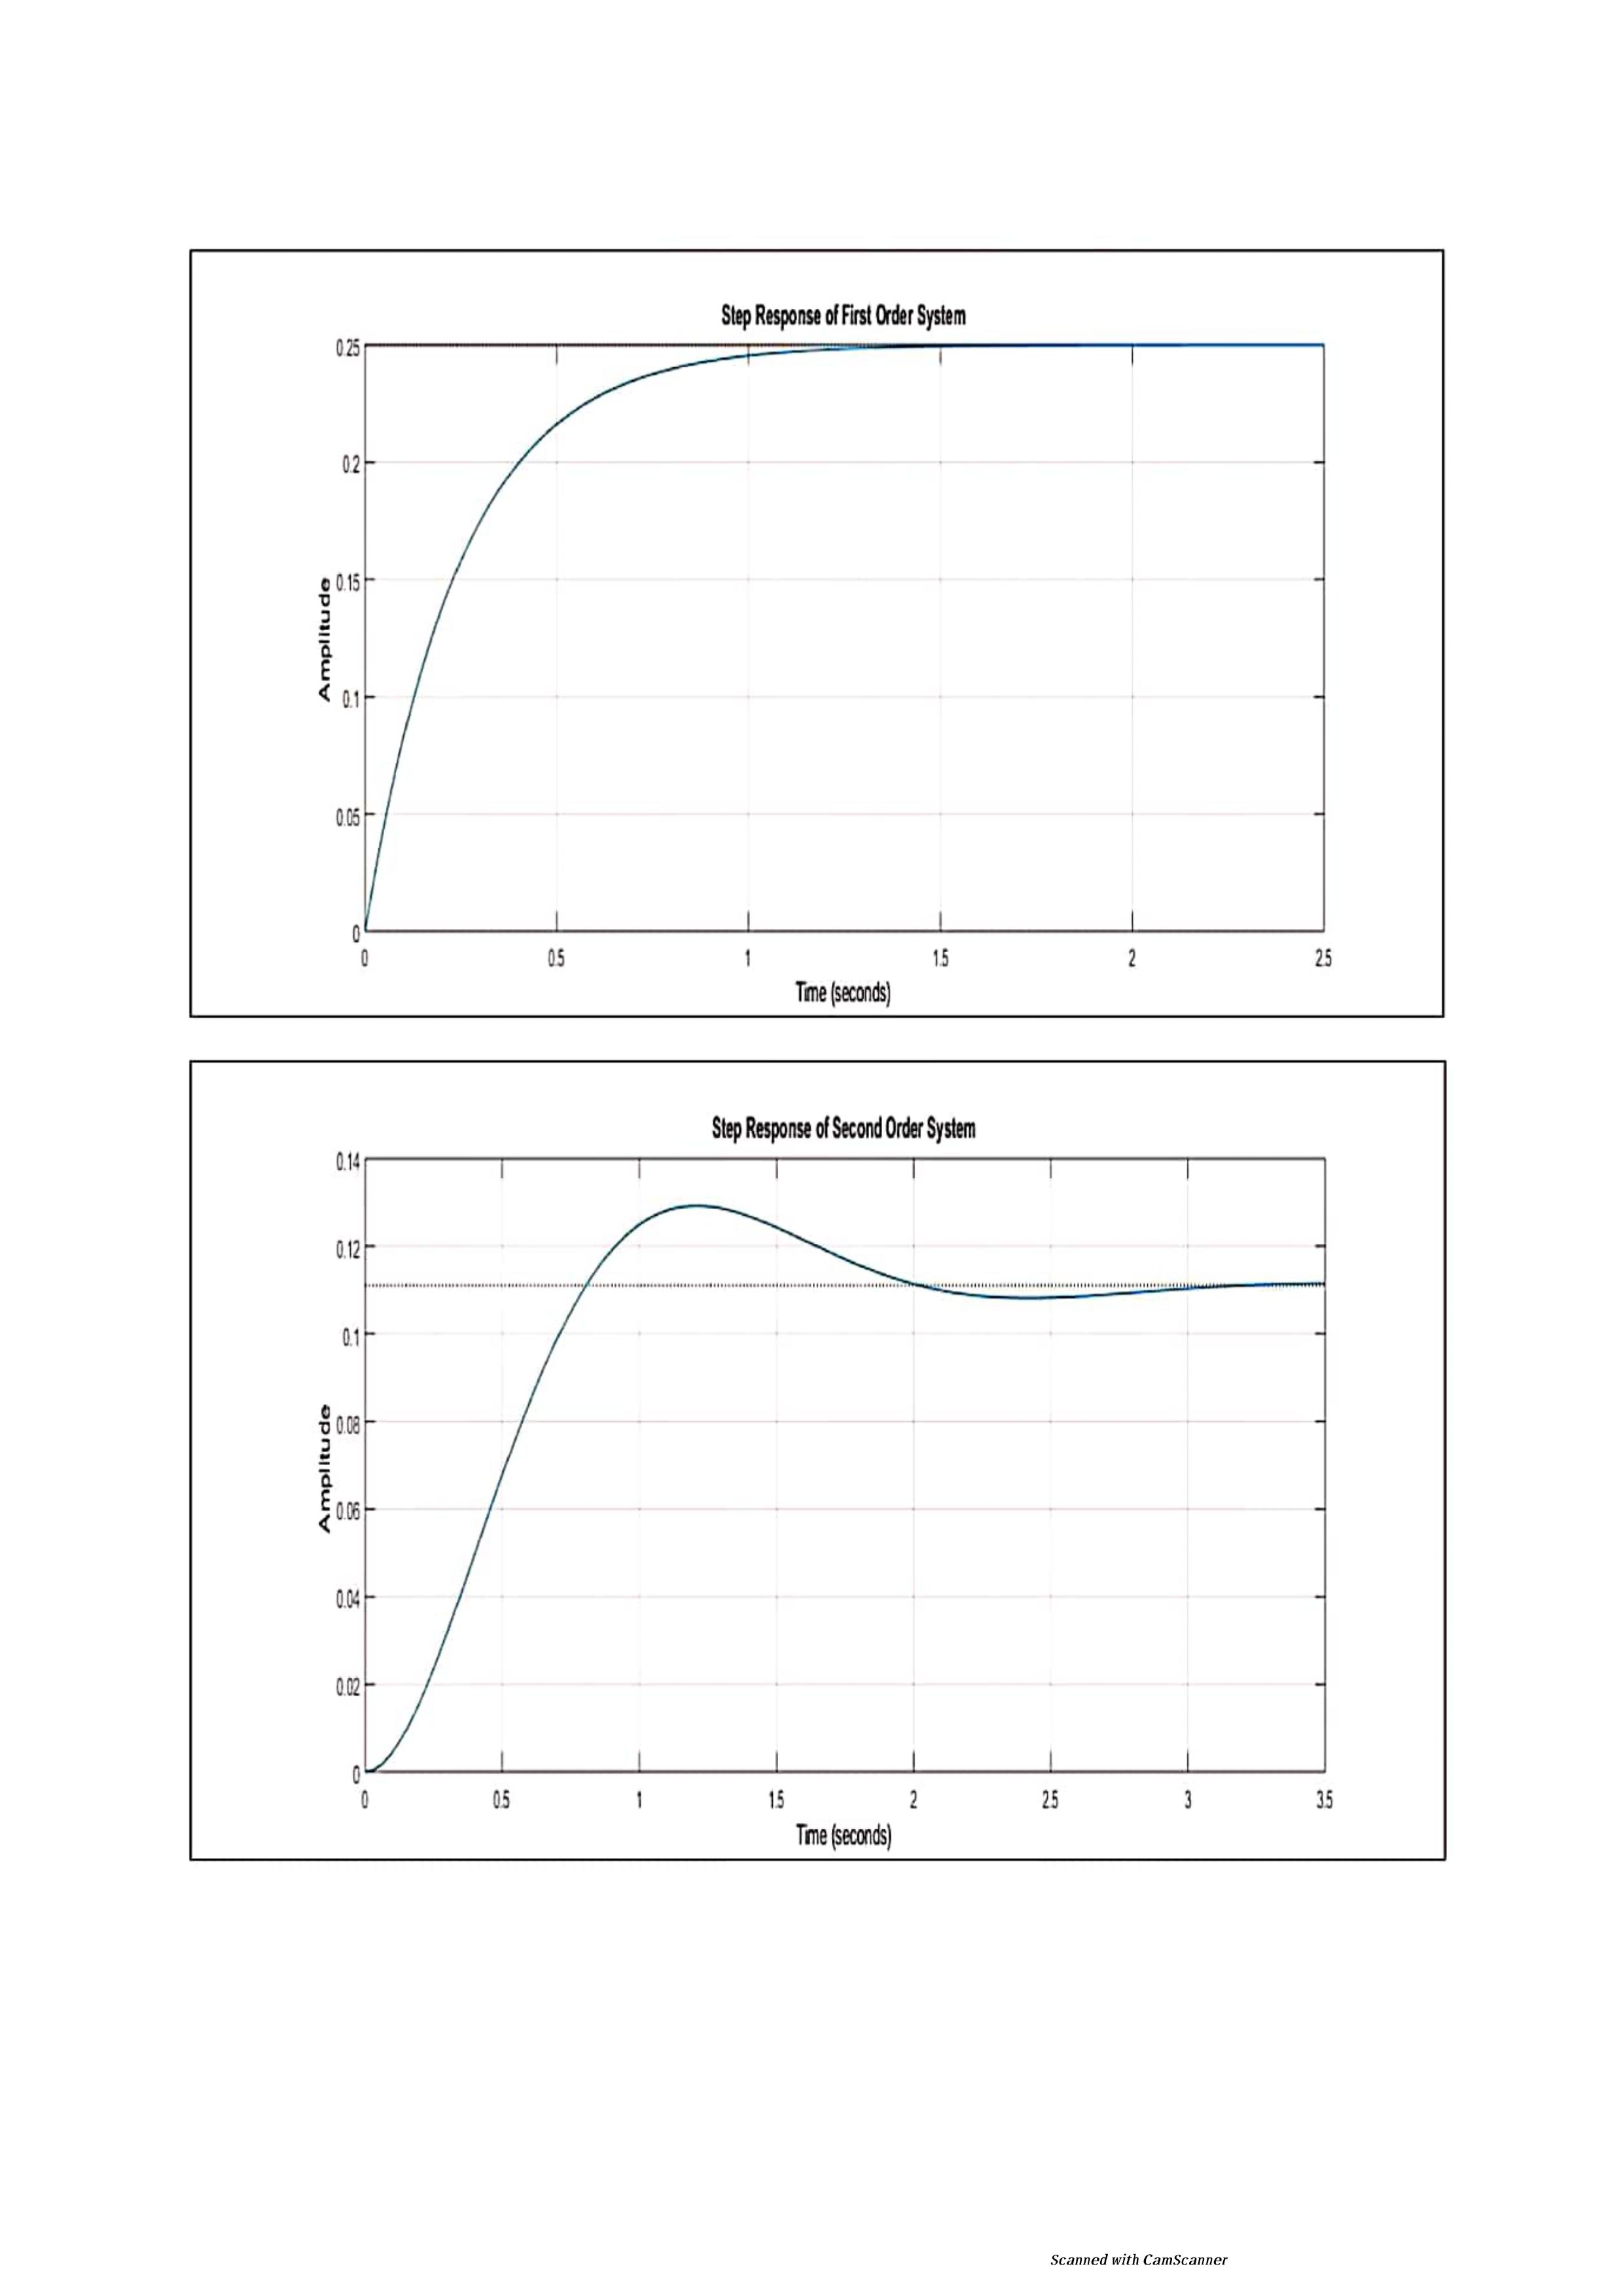 Step Response of First Order System
0.25
0.2
0.15
0.1
0.05
0
Amplitude
0 0.5 1 1.5 2 2.5
Time (seconds)
Step Response of Second Order System
0.14
0.12
0.1
0.08
0.06
0.04
0.02
0
Amplitude
0 0.5 1 1.5 2 2.5 3 3.5
Time (seconds)
Scanned with CamScanner